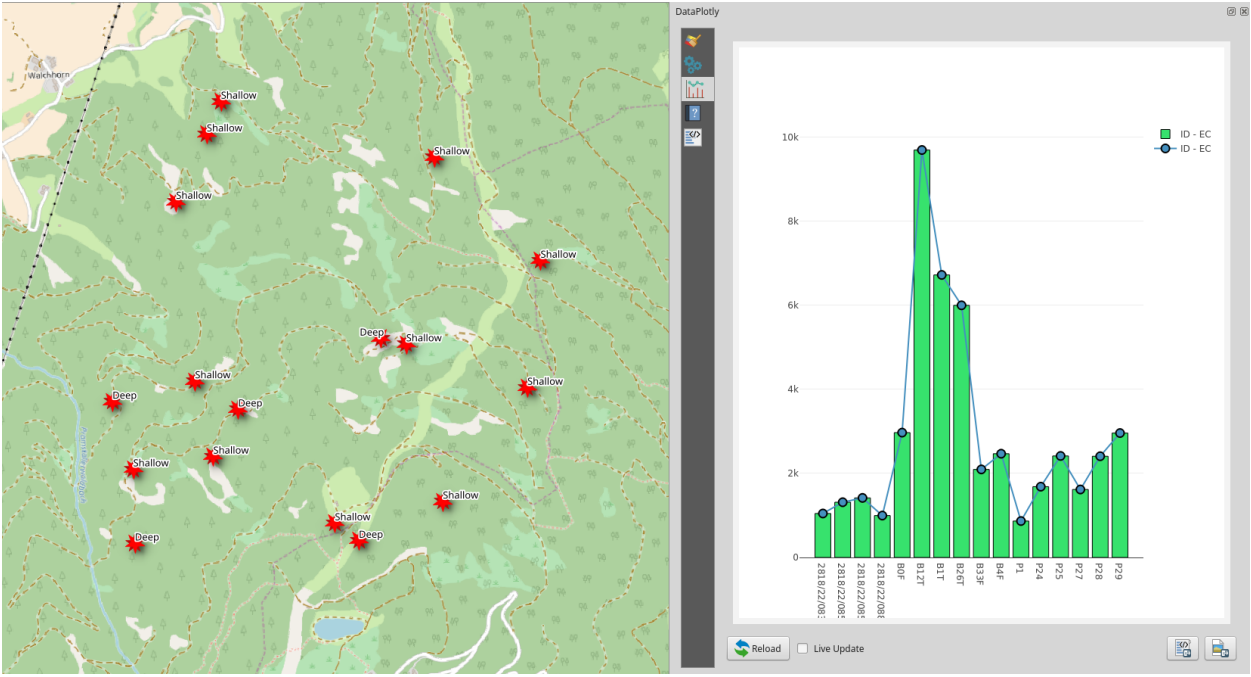 DataPlotly
Walchhorn
Shallow
Shallow
Shallow
Shallow
Shallow
Deep
Shallow
Shallow
Shallow
Deep
Deep
Shallow
Shallow
Shallow
Shallow
Deep
Deep
10k
8k
6k
4k
2k
0
ID - EC
ID - EC
B0F
B12T
B1T
B26T
B33F
B4F
P1
P24
P25
P27
P28
P29
Reload
Live Update